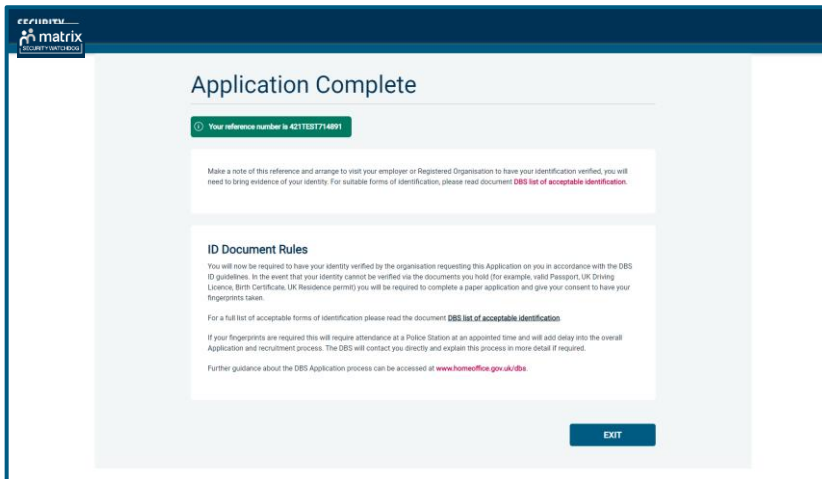 SECURITY
matrix
SECURITY WATCHDOG
Application Complete
Your reference number is 421TEST714891
Make a note of this reference and arrange to visit your employer or Registered Organisation to have your identification verified, you will
need to bring evidence of your identity. For suitable forms of identification, please read document DBS list of acceptable identification.
ID Document Rules
You will now be required to have your identity verified by the organisation requesting this Application on you in accordance with the DBS
ID guidelines. In the event that your identity cannot be verified via the documents you hold (for example, valid Passport, UK Driving
Licence, Birth Certificate, UK Residence permit) you will be required to complete a paper application and give your consent to have your
fingerprints taken.
For a full list of acceptable forms of identification please read the document DBS list of acceptable identification.
If your fingerprints are required this will require attendance at a Police Station at an appointed time and will add delay into the overall
Application and recruitment process. The DBS will contact you directly and explain this process in more detail if required.
Further guidance about the DBS Application process can be accessed at www.homeoffice.gov.uk/dbs.
EXIT